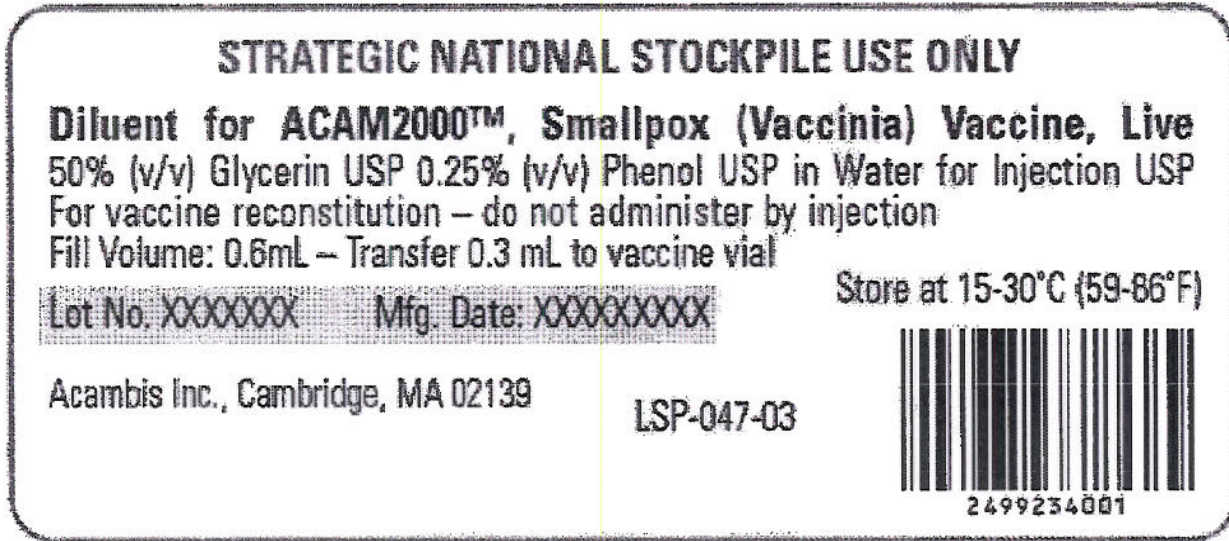 STRATEGIC NATIONAL STOCKPILE USE ONLY
Diluent for ACAM2000™, Smallpox (Vaccinia) Vaccine, Live
50% (v/v) Glycerin USP 0.25% (v/v) Phenol USP in Water for Injection USP
For vaccine reconstitution – do not administer by injection
Fill Volume: 0.6mL – Transfer 0.3 mL to vaccine vial
Store at 15-30°C (59-86°F)
Lot No. XXXXXXX Mfg. Date: XXXXXXXXX
Acambis Inc., Cambridge, MA 02139
LSP-047-03
2499234001